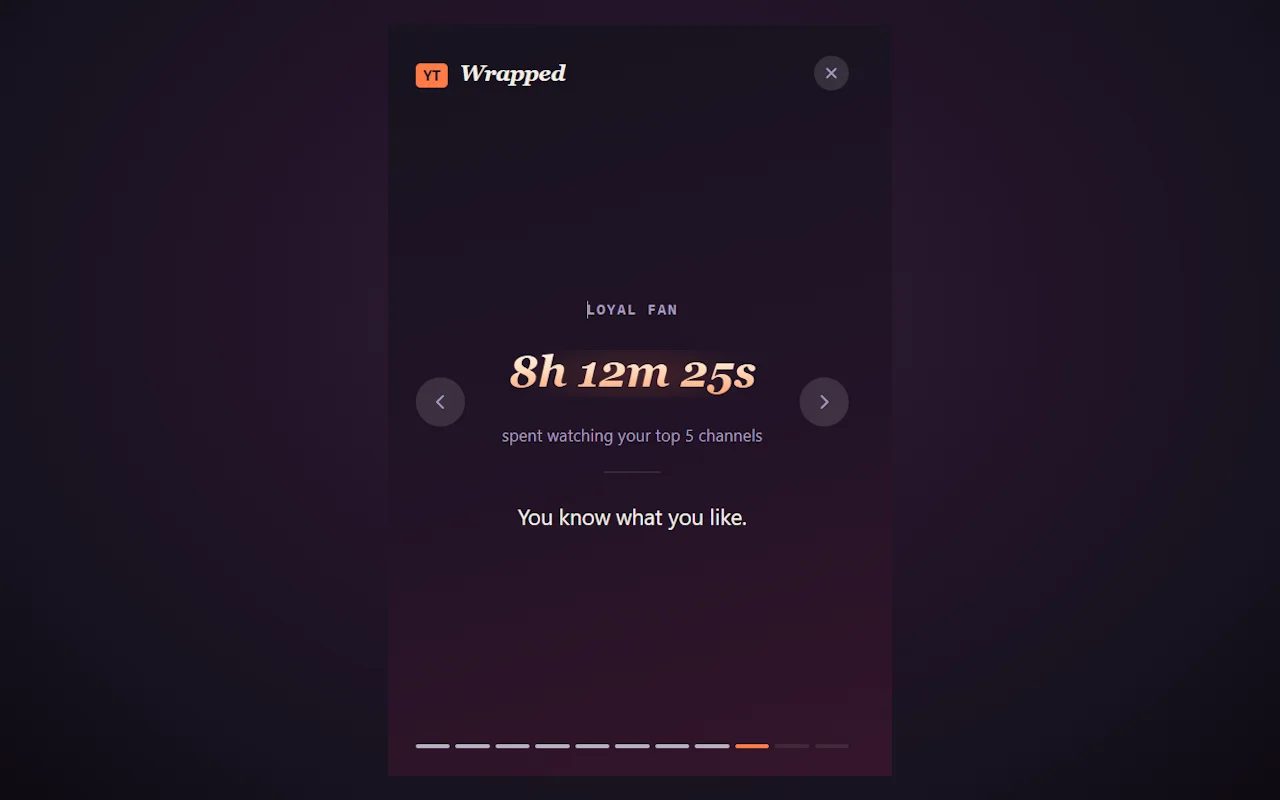 YT Wrapped
LOYAL FAN
8h 12m 25s
spent watching your top 5 channels
You know what you like.